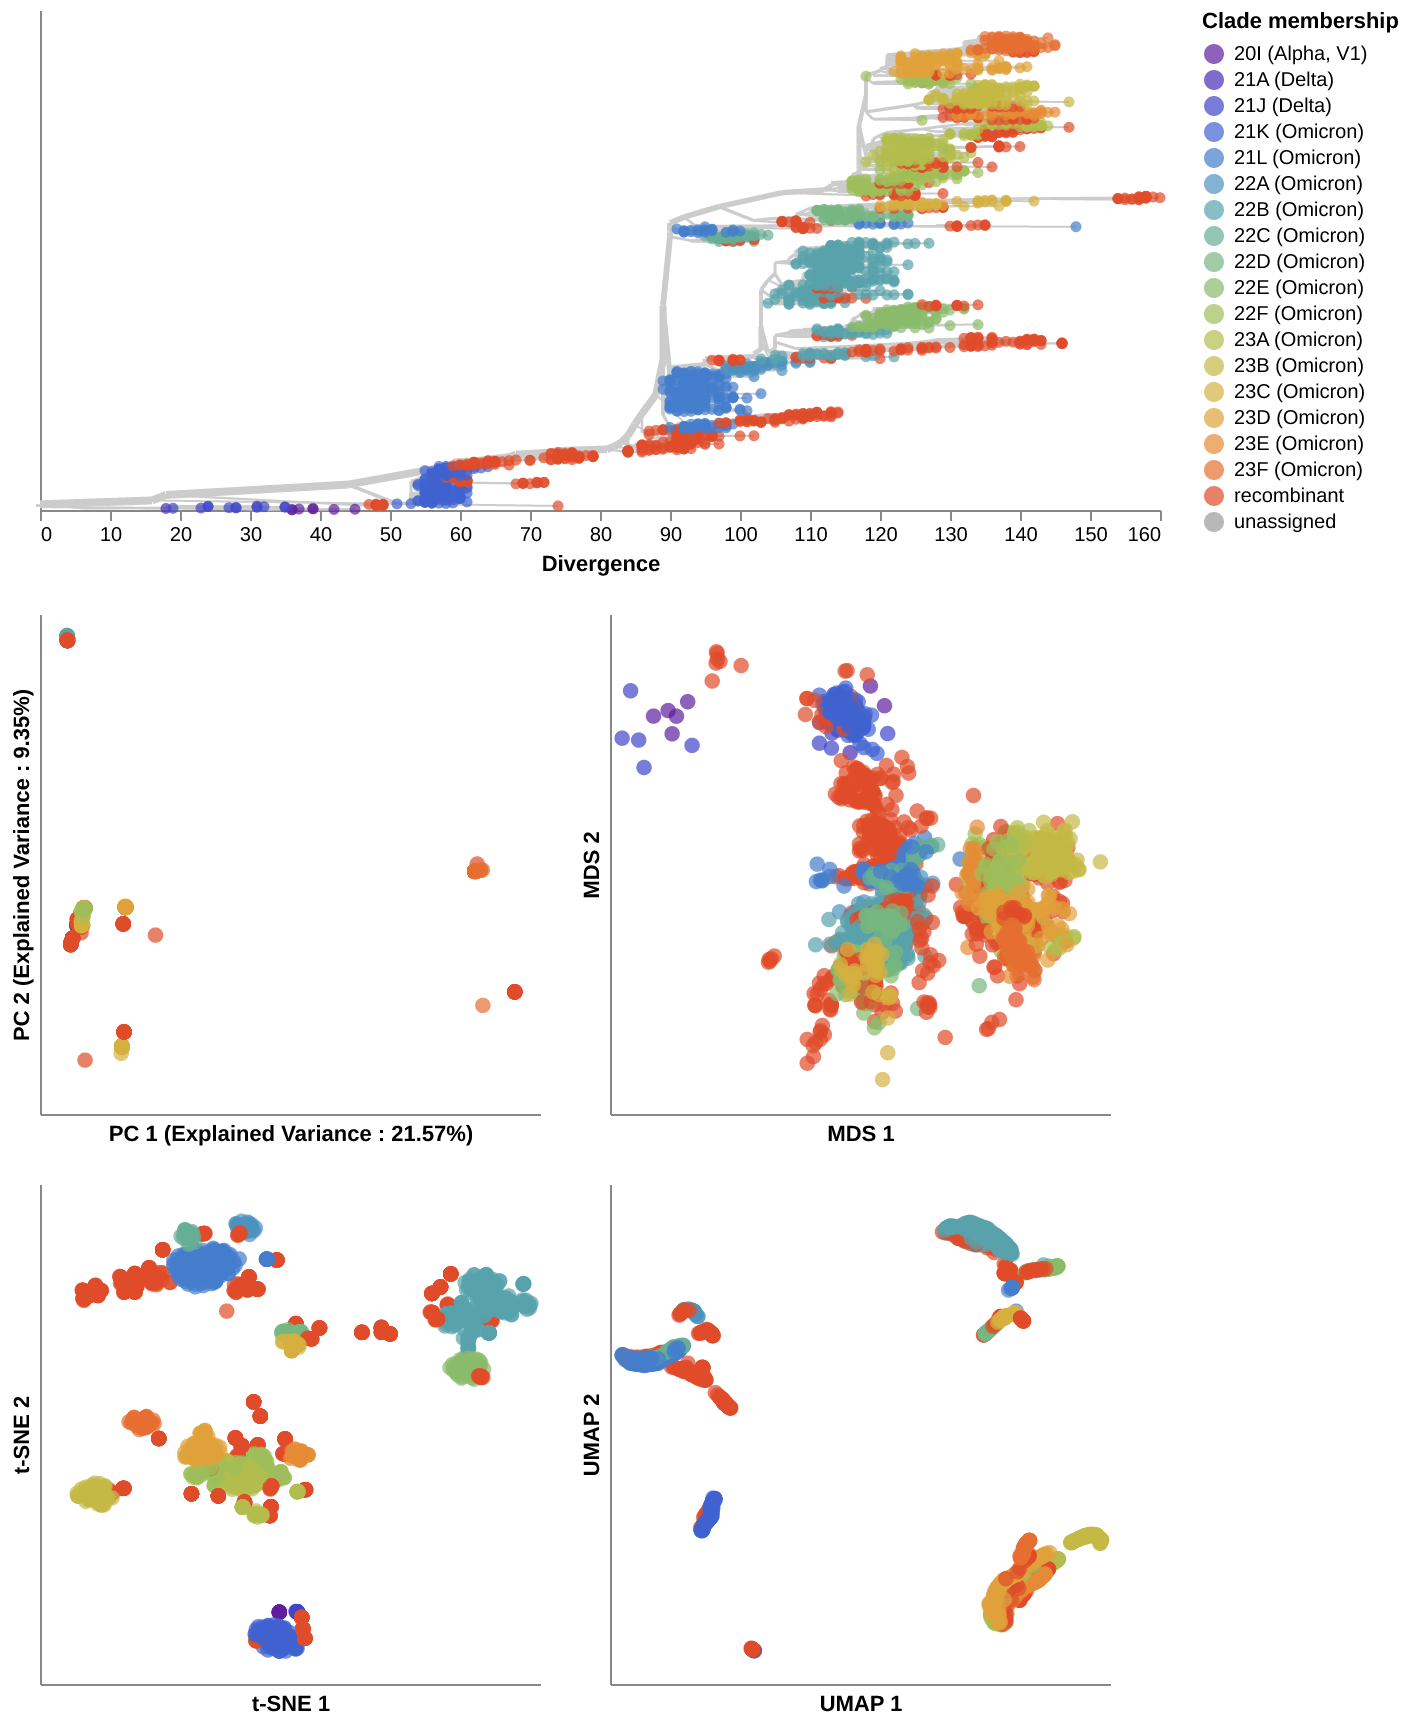 Clade membership
20I (Alpha, V1)
21A (Delta)
21J (Delta)
21K (Omicron)
21L (Omicron)
22A (Omicron)
22B (Omicron)
22C (Omicron)
22D (Omicron)
22E (Omicron)
22F (Omicron)
23A (Omicron)
23B (Omicron)
23C (Omicron)
23D (Omicron)
23E (Omicron)
23F (Omicron)
recombinant
unassigned
0 10 20 30 40 50 60 70 80 90 100 110 120 130 140 150 160
Divergence
PC 2 (Explained Variance : 9.35%)
PC 1 (Explained Variance : 21.57%)
MDS 2
MDS 1
t-SNE 2
t-SNE 1
UMAP 2
UMAP 1